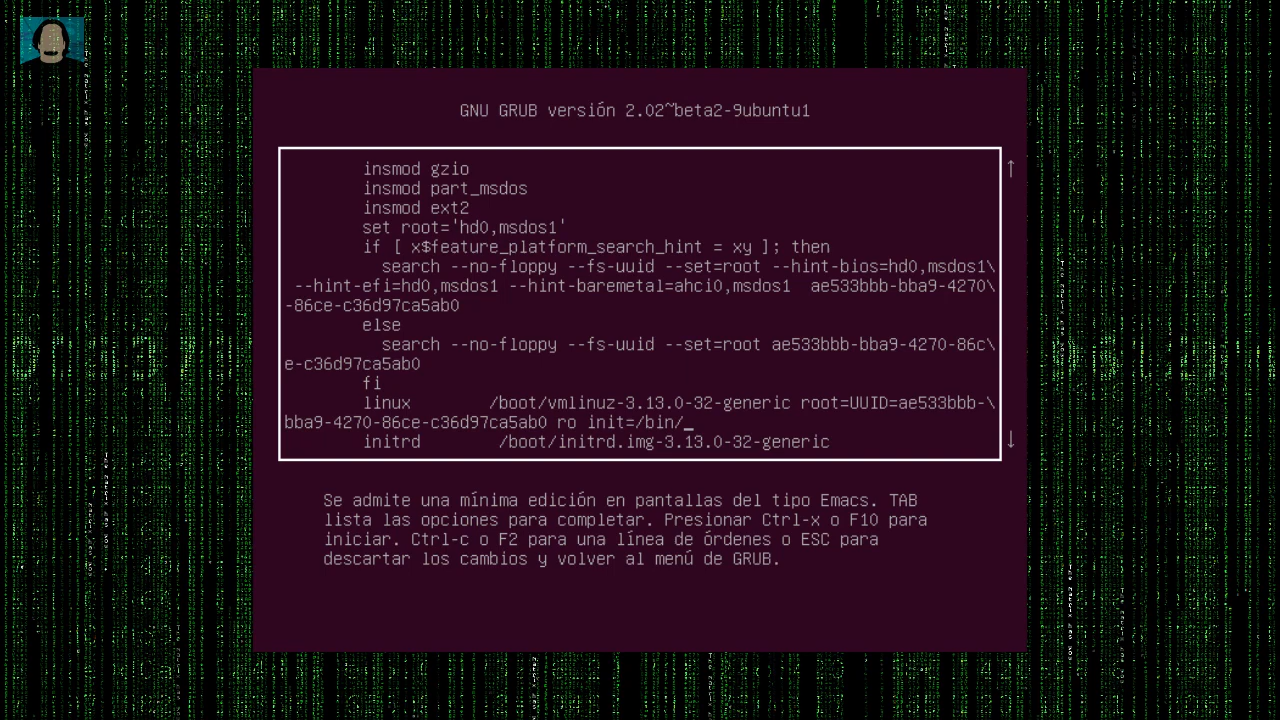 GNU GRUB versión 2.02~beta2-9ubuntu1
insmod gzio
insmod part_msdos
insmod ext2
set root='hd0,msdos1'
if [ x$feature_platform_search_hint = xy ]; then
search --no-floppy --fs-uuid --set=root --hint-bios=hd0,msdos1\
--hint-efi=hd0,msdos1 --hint-baremetal=ahci0,msdos1  ae533bbb-bba9-4270\
-86ce-c36d97ca5ab0
else
search --no-floppy --fs-uuid --set=root ae533bbb-bba9-4270-86c\
e-c36d97ca5ab0
fi
linux        /boot/vmlinuz-3.13.0-32-generic root=UUID=ae533bbb-\
bba9-4270-86ce-c36d97ca5ab0 ro init=/bin/_
initrd        /boot/initrd.img-3.13.0-32-generic
Se admite una mínima edición en pantallas del tipo Emacs. TAB
lista las opciones para completar. Presionar Ctrl-x o F10 para
iniciar. Ctrl-c o F2 para una línea de órdenes o ESC para
descartar los cambios y volver al menú de GRUB.